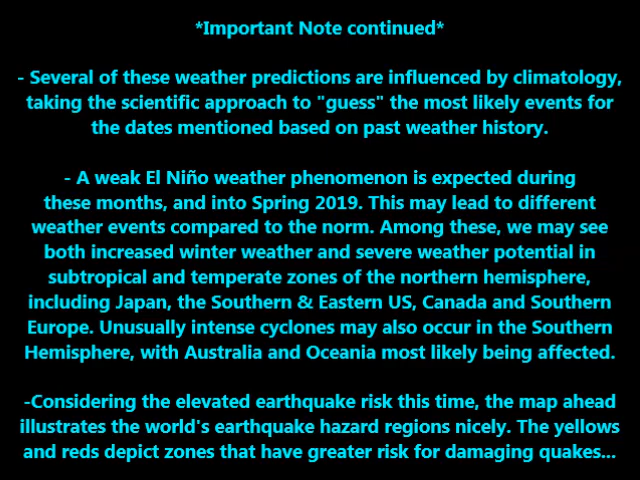 *Important Note continued*
- Several of these weather predictions are influenced by climatology,
taking the scientific approach to "guess" the most likely events for
the dates mentioned based on past weather history.
- A weak El Niño weather phenomenon is expected during
these months, and into Spring 2019. This may lead to different
weather events compared to the norm. Among these, we may see
both increased winter weather and severe weather potential in
subtropical and temperate zones of the northern hemisphere,
including Japan, the Southern & Eastern US, Canada and Southern
Europe. Unusually intense cyclones may also occur in the Southern
Hemisphere, with Australia and Oceania most likely being affected.
-Considering the elevated earthquake risk this time, the map ahead
illustrates the world's earthquake hazard regions nicely. The yellows
and reds depict zones that have greater risk for damaging quakes...